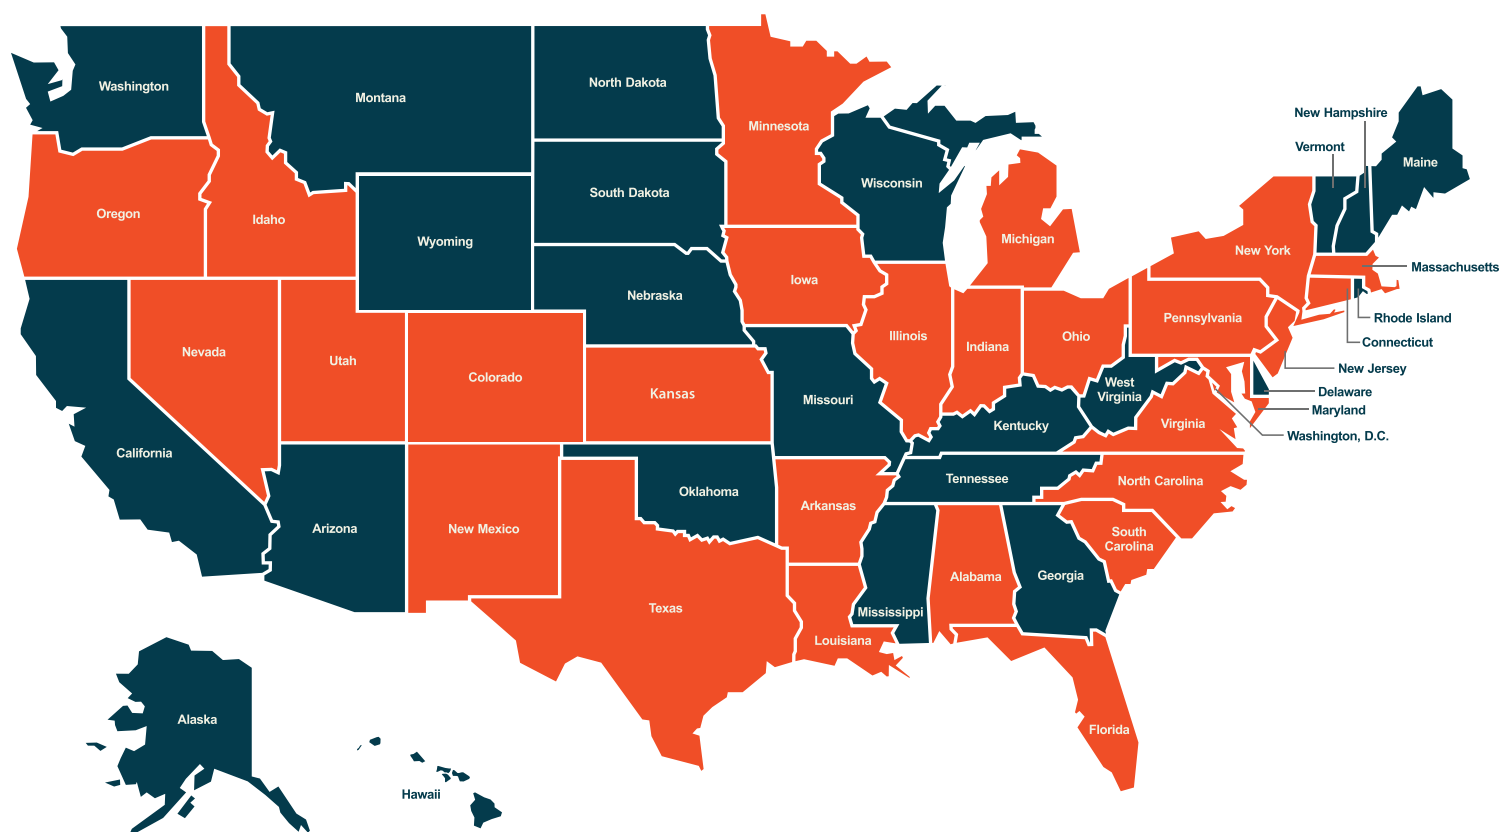 New Hampshire
Vermont
Maine
Washington
Montana
North Dakota
Minnesota
Wisconsin
South Dakota
Oregon
Idaho
Wyoming
Michigan
New York
Massachusetts
Iowa
Nebraska
Pennsylvania
Rhode Island
Illinois
Indiana
Ohio
Connecticut
Nevada
Utah
Colorado
New Jersey
Kansas
Missouri
West
Virginia
Delaware
Maryland
Kentucky
Virginia
Washington, D.C.
California
Tennessee
North Carolina
Oklahoma
Arkansas
Arizona
New Mexico
South
Carolina
Alabama
Georgia
Texas
Mississippi
Louisiana
Alaska
Florida
Hawaii